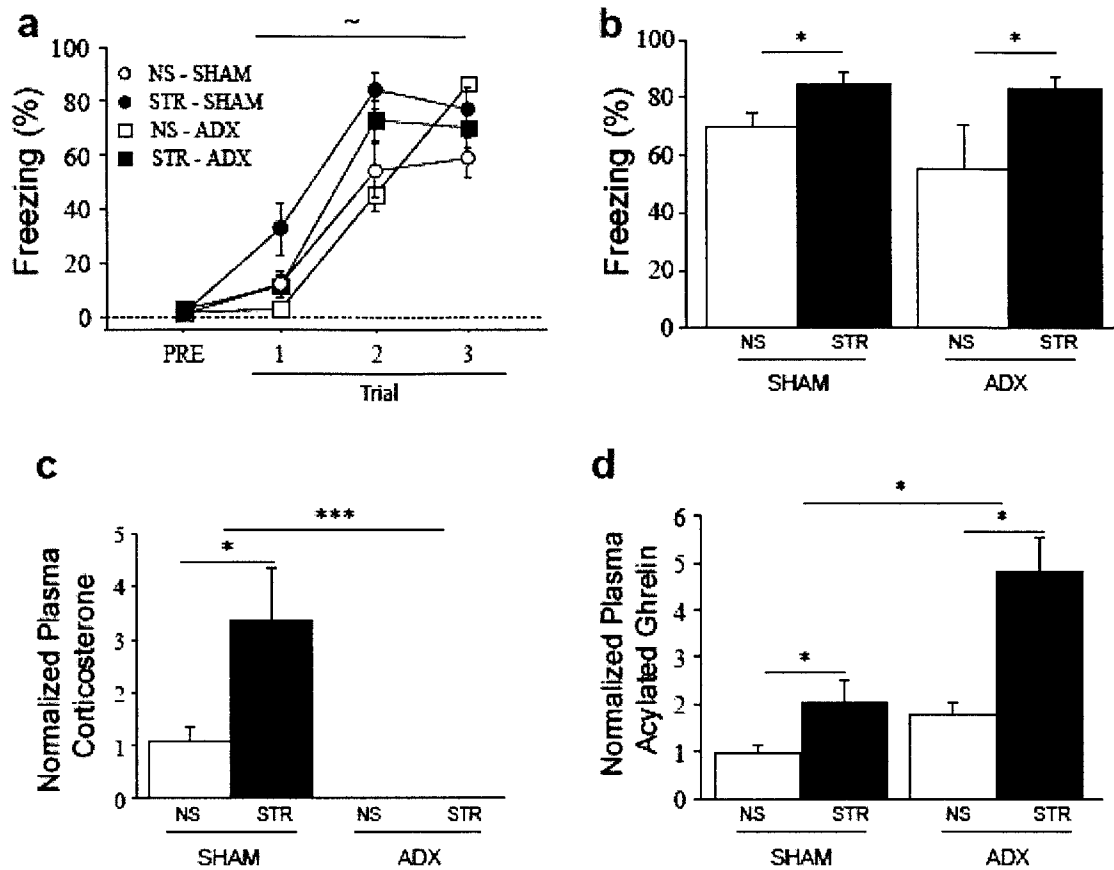 a
~
100
80
60
40
20
0
Freezing (%)
NS - SHAM
STR - SHAM
NS - ADX
STR - ADX
PRE 1 2 3
Trial
b
* *
100
80
60
40
20
0
Freezing (%)
NS STR NS STR
SHAM ADX
c
***
*
5
4
3
2
1
0
Normalized Plasma
Corticosterone
NS STR NS STR
SHAM ADX
d
*
*
*
6
5
4
3
2
1
0
Normalized Plasma
Acylated Ghrelin
NS STR NS STR
SHAM ADX